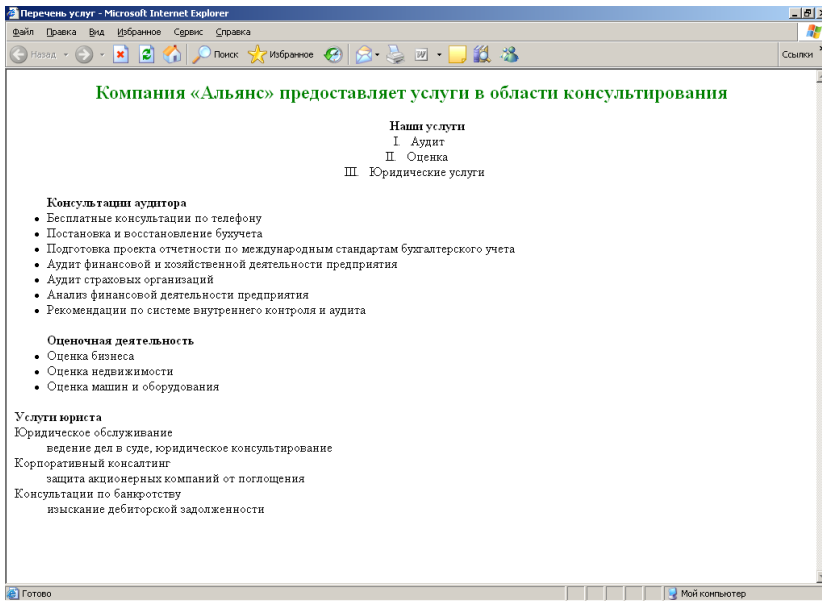 Перечень услуг - Microsoft Internet Explorer
Файл Правка Вид Избранное Сервис Справка
Назад Поиск Избранное Ссылки
Компания «Альянс» предоставляет услуги в области консультирования
Наши услуги
I. Аудит
II. Оценка
III. Юридические услуги
Консультации аудитора
• Бесплатные консультации по телефону
• Постановка и восстановление бухучета
• Подготовка проекта отчетности по международным стандартам бухгалтерского учета
• Аудит финансовой и хозяйственной деятельности предприятия
• Аудит страховых организаций
• Анализ финансовой деятельности предприятия
• Рекомендации по системе внутреннего контроля и аудита
Оценочная деятельность
• Оценка бизнеса
• Оценка недвижимости
• Оценка машин и оборудования
Услуги юриста
Юридическое обслуживание
ведение дел в суде, юридическое консультирование
Корпоративный консалтинг
защита акционерных компаний от поглощения
Консультации по банкротству
изыскание дебиторской задолженности
Готово Мой компьютер